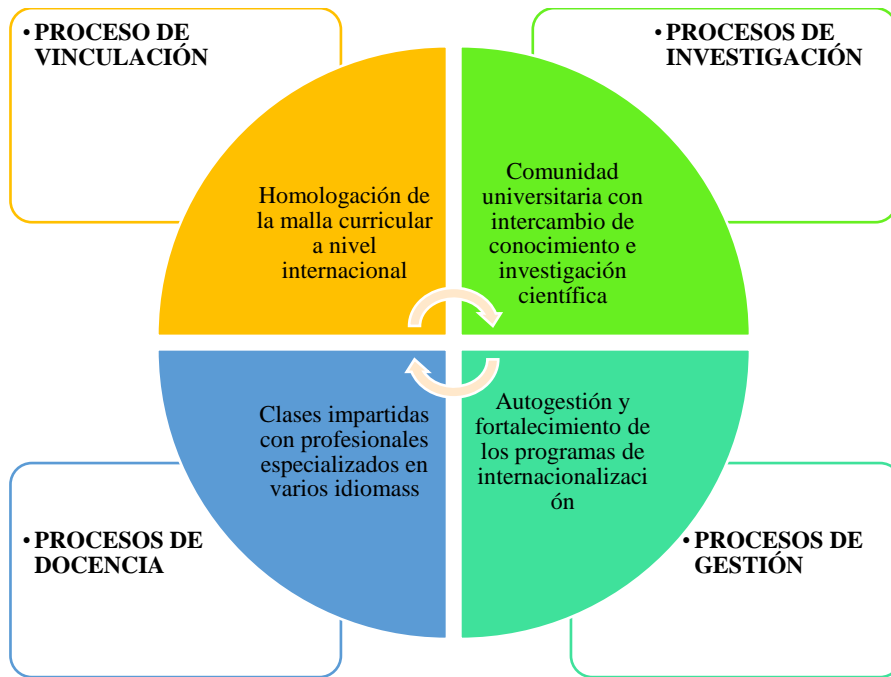 • PROCESO DE
VINCULACIÓN
• PROCESOS DE
INVESTIGACIÓN
Homologación de
la malla curricular
a nivel
internacional
Comunidad
universitaria con
intercambio de
conocimiento e
investigación
científica
Clases impartidas
con profesionales
especializados en
varios idiomass
Autogestión y
fortalecimiento de
los programas de
internacionalizaci
ón
• PROCESOS DE
DOCENCIA
• PROCESOS DE
GESTIÓN